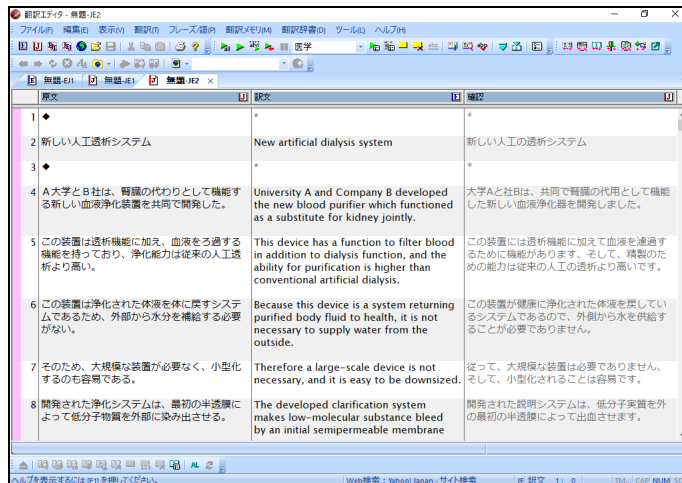 翻訳エディタ - 無題-JE2
ファイル(F) 編集(E) 表示(V) 翻訳(T) フレーズ/語(P) 翻訳メモリ(M) 翻訳辞書(D) ツール(L) ヘルプ(H)
医学
無題-EJ1 無題-JE1 無題-JE2 ×
原文 J 訳文 E 確認 J
1 ◆ * *
2 新しい人工透析システム New artificial dialysis system 新しい人工の透析システム
3 ◆ * *
4 A大学とB社は、腎臓の代わりとして機能す
る新しい血液浄化装置を共同で開発した。
University A and Company B developed
the new blood purifier which functioned
as a substitute for kidney jointly.
大学Aと社Bは、共同で腎臓の代用として機能
した新しい血液浄化器を開発しました。
5 この装置は透析機能に加え、血液をろ過する
機能を持っており、浄化能力は従来の人工透
析より高い。
This device has a function to filter blood
in addition to dialysis function, and the
ability for purification is higher than
conventional artificial dialysis.
この装置には透析機能に加えて血液を濾過す
るために機能があります、そして、精製のた
めの能力は従来の人工の透析より高いです。
6 この装置は浄化された体液を体に戻すシステ
ムであるため、外部から水分を補給する必要
がない。
Because this device is a system returning
purified body fluid to health, it is not
necessary to supply water from the
outside.
この装置が健康に浄化された体液を戻してい
るシステムであるので、外側から水を供給す
ることが必要でありません。
7 そのため、大規模な装置が必要なく、小型化
するのも容易である。
Therefore a large-scale device is not
necessary, and it is easy to be downsized.
従って、大規模な装置は必要でありません、
そして、小型化されることは容易です。
8 開発された浄化システムは、最初の半透膜に
よって低分子物質を外部に染み出させる。
The developed clarification system
makes low-molecular substance bleed
by an initial semipermeable membrane
開発された説明システムは、低分子実質を外
の最初の半透膜によって出血させます。
AL
ヘルプを表示するには [F1] を押してください。 Web検索：Yahoo! Japan - サイト検索 JE 訳文 1: 0 TM... CAP NUM